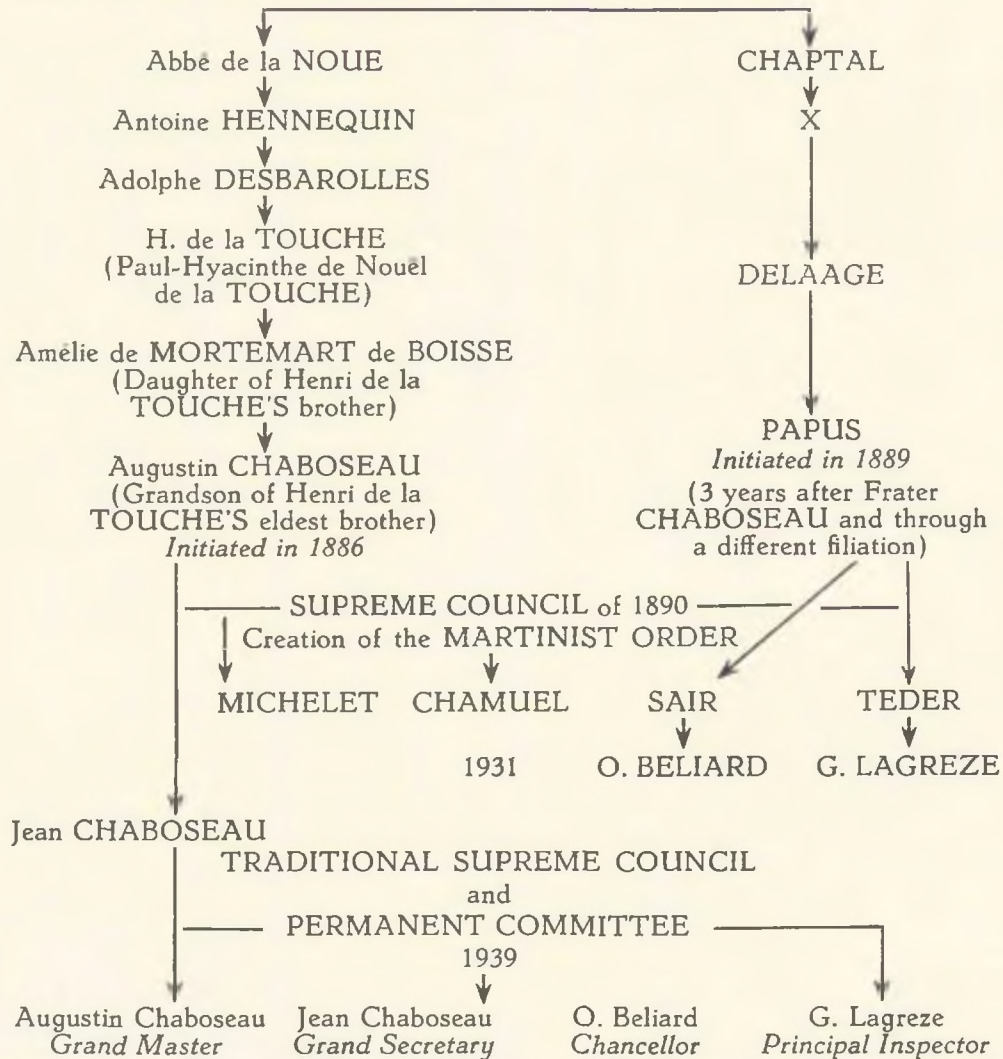 Abbé de la NOUE
CHAPTAL
Antoine HENNEQUIN
X
Adolphe DESBAROLLES
H. de la TOUCHE
(Paul-Hyacinthe de Nouel
de la TOUCHE)
DELAAGE
Amélie de MORTEMART de BOISSE
(Daughter of Henri de la
TOUCHE'S brother)
Augustin CHABOSEAU
(Grandson of Henri de la
TOUCHE'S eldest brother)
Initiated in 1886
PAPUS
Initiated in 1889
(3 years after Frater
CHABOSEAU and through
a different filiation)
SUPREME COUNCIL of 1890
Creation of the MARTINIST ORDER
MICHELET CHAMUEL SAIR TEDER
1931 O. BELIARD G. LAGREZE
Jean CHABOSEAU
TRADITIONAL SUPREME COUNCIL
and
PERMANENT COMMITTEE
1939
Augustin Chaboseau Jean Chaboseau O. Beliard G. Lagreze
Grand Master Grand Secretary Chancellor Principal Inspector